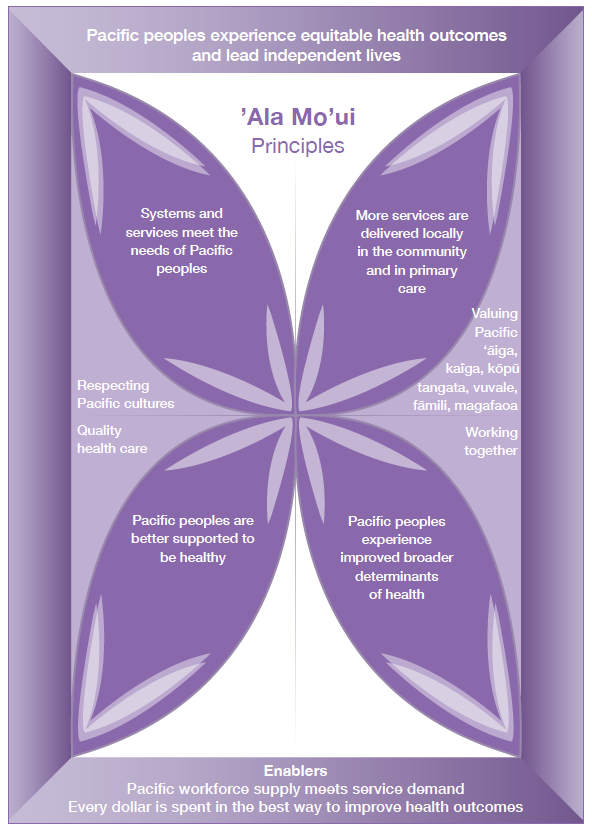 Pacific peoples experience equitable health outcomes
and lead independent lives
’Ala Mo’ui
Principles
Systems and
services meet the
needs of Pacific
peoples
More services are
delivered locally
in the community
and in primary
care
Respecting
Pacific cultures
Valuing
Pacific
‘āiga,
kaîga, kōpū
tangata, vuvale,
fāmili, magafaoa
Quality
health care
Working
together
Pacific peoples are
better supported to
be healthy
Pacific peoples
experience
improved broader
determinants
of health
Enablers
Pacific workforce supply meets service demand
Every dollar is spent in the best way to improve health outcomes